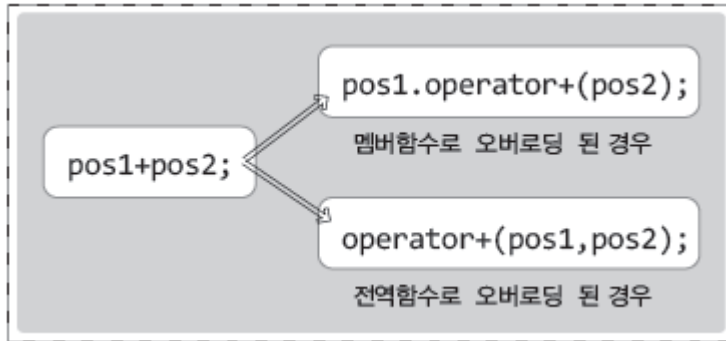 pos1.operator+(pos2);
멤버함수로 오버로딩 된 경우
pos1+pos2;
operator+(pos1,pos2);
전역함수로 오버로딩 된 경우